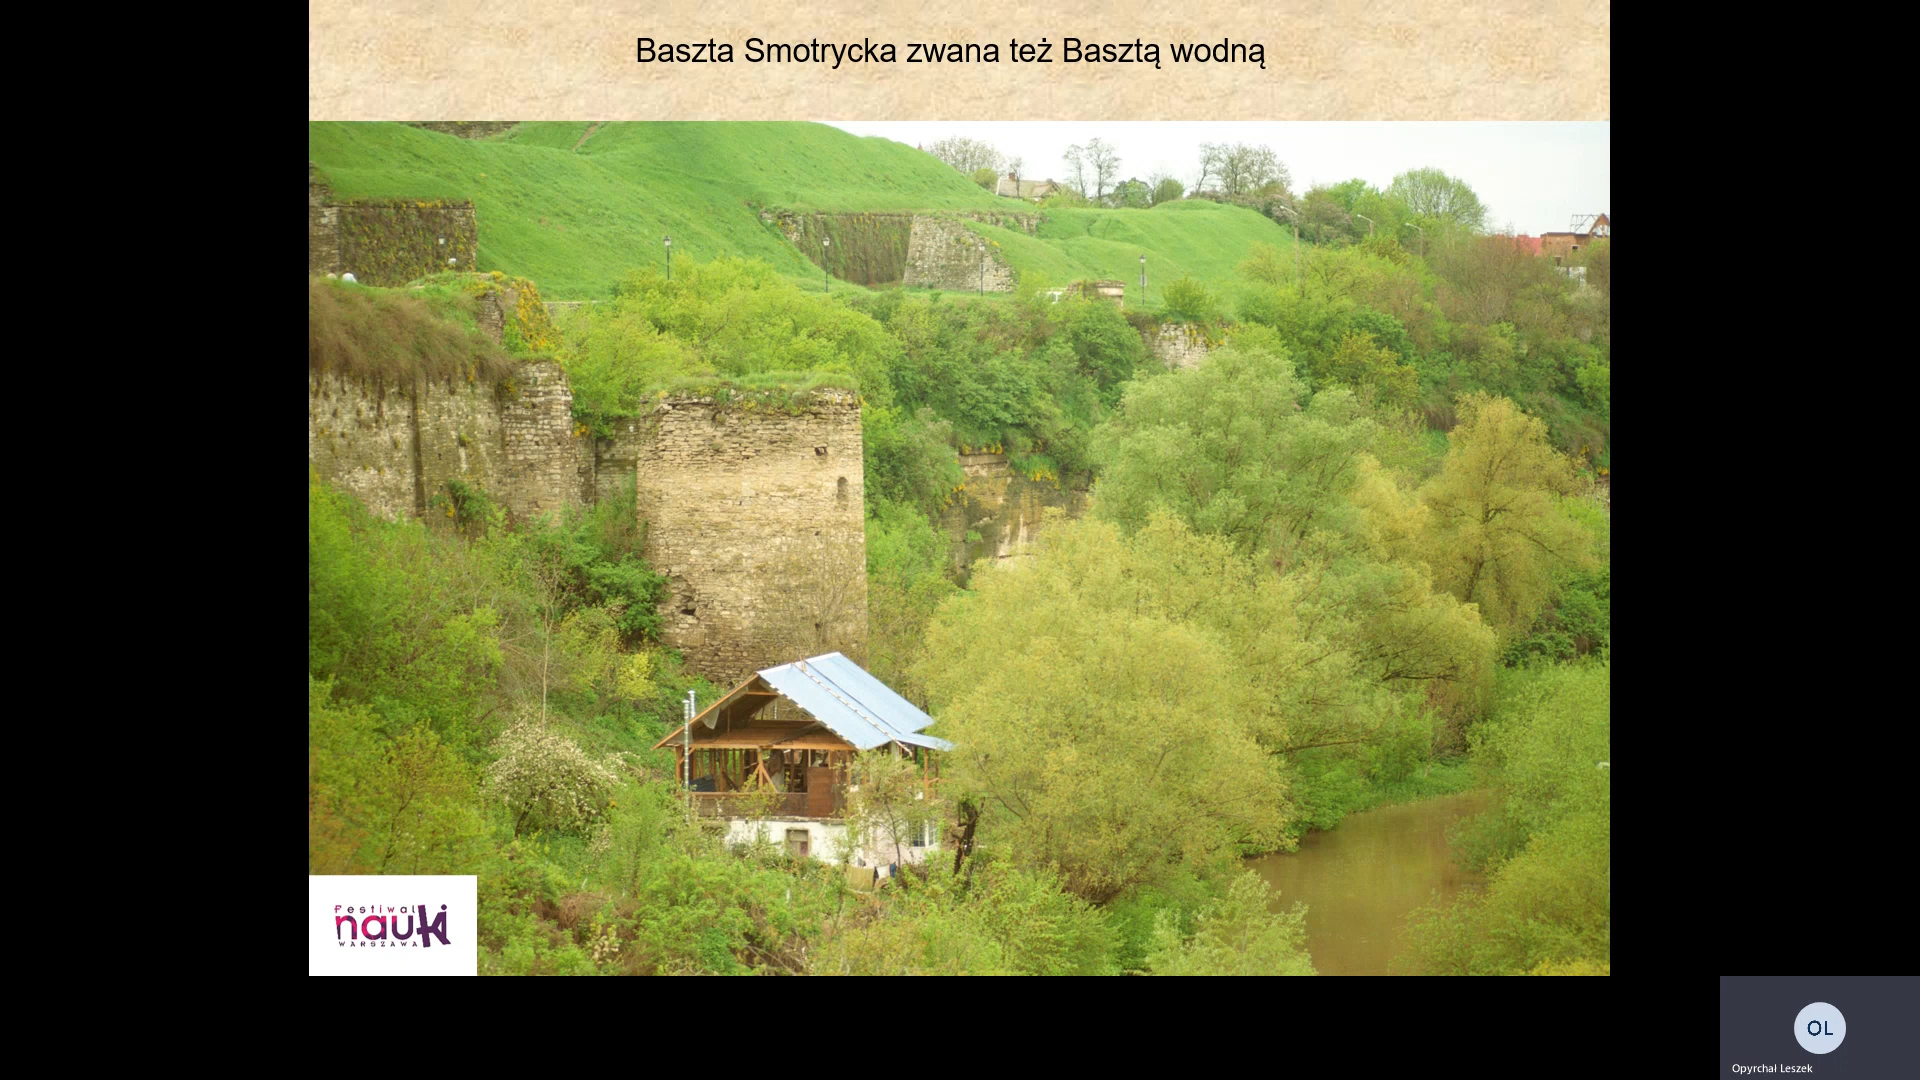 Baszta Smotrycka zwana też Basztą wodną
Festiwal
nauki
WARSZAWA
OL
Opyrchal Leszek